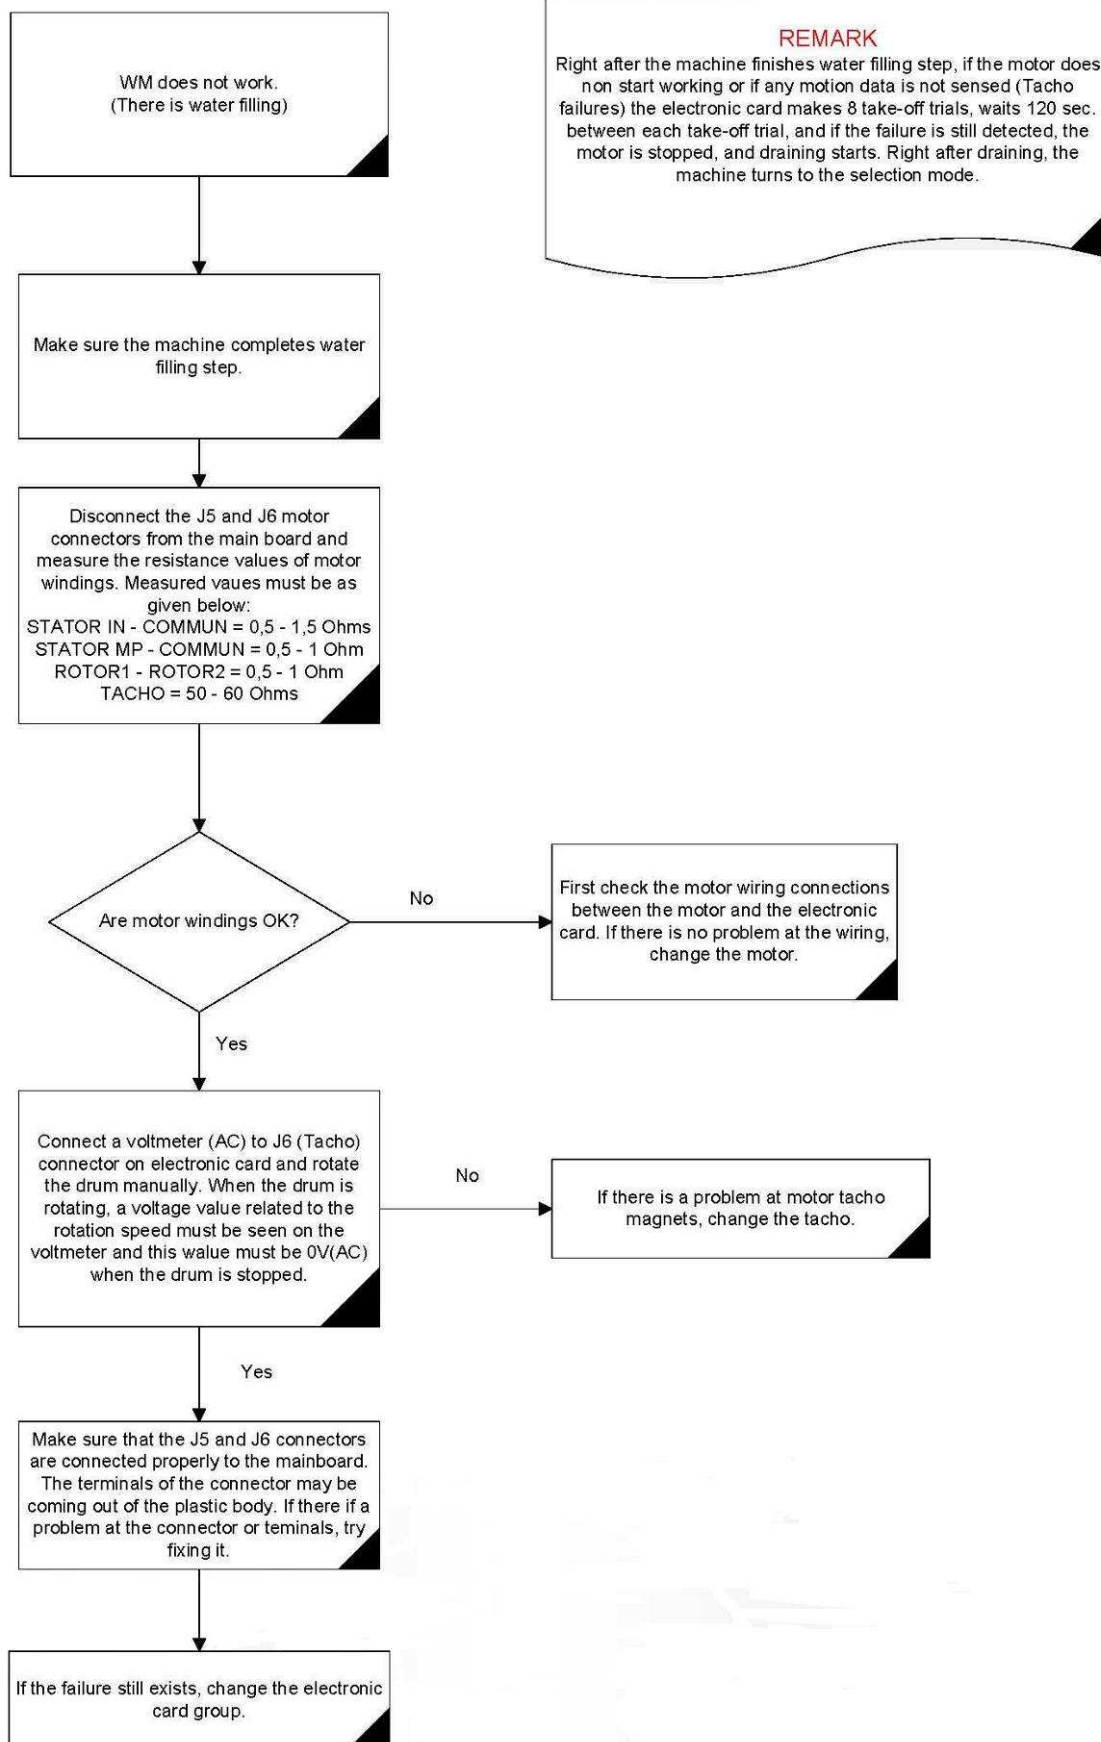 WM does not work.
(There is water filling)
REMARK
Right after the machine finishes water filling step, if the motor does
non start working or if any motion data is not sensed (Tacho
failures) the electronic card makes 8 take-off trials, waits 120 sec.
between each take-off trial, and if the failure is still detected, the
motor is stopped, and draining starts. Right after draining, the
machine turns to the selection mode.
Make sure the machine completes water
filling step.
Disconnect the J5 and J6 motor
connectors from the main board and
measure the resistance values of motor
windings. Measured vaues must be as
given below:
STATOR IN - COMMUN = 0,5 - 1,5 Ohms
STATOR MP - COMMUN = 0,5 - 1 Ohm
ROTOR1 - ROTOR2 = 0,5 - 1 Ohm
TACHO = 50 - 60 Ohms
Are motor windings OK?
No
First check the motor wiring connections
between the motor and the electronic
card. If there is no problem at the wiring,
change the motor.
Yes
Connect a voltmeter (AC) to J6 (Tacho)
connector on electronic card and rotate
the drum manually. When the drum is
rotating, a voltage value related to the
rotation speed must be seen on the
voltmeter and this walue must be 0V(AC)
when the drum is stopped.
No
If there is a problem at motor tacho
magnets, change the tacho.
Yes
Make sure that the J5 and J6 connectors
are connected properly to the mainboard.
The terminals of the connector may be
coming out of the plastic body. If there if a
problem at the connector or teminals, try
fixing it.
If the failure still exists, change the electronic
card group.